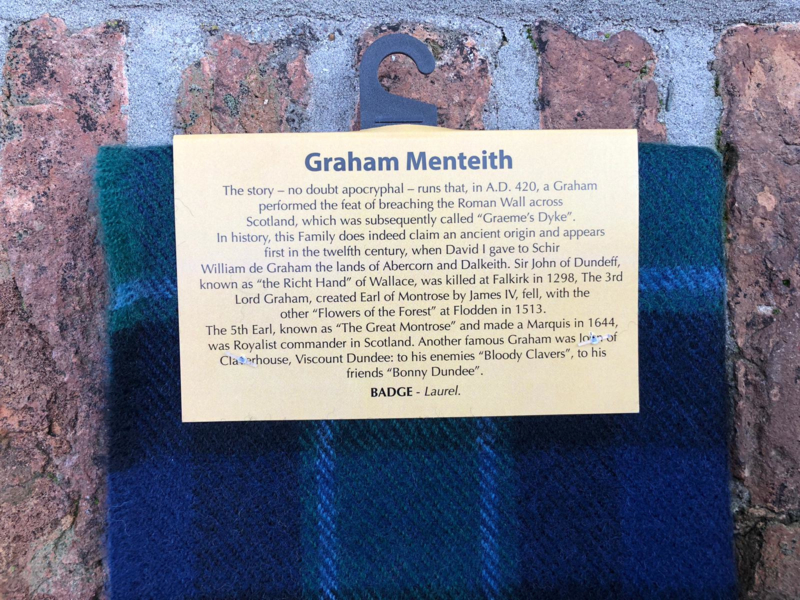 Graham Menteith
The story – no doubt apocryphal – runs that, in A.D. 420, a Graham
performed the feat of breaching the Roman Wall across
Scotland, which was subsequently called “Graeme's Dyke”.
In history, this Family does indeed claim an ancient origin and appears
first in the twelfth century, when David I gave to Schir
William de Graham the lands of Abercorn and Dalkeith. Sir John of Dundeff,
known as “the Richt Hand” of Wallace, was killed at Falkirk in 1298, The 3rd
Lord Graham, created Earl of Montrose by James IV, fell, with the
other “Flowers of the Forest” at Flodden in 1513.
The 5th Earl, known as “The Great Montrose” and made a Marquis in 1644,
was Royalist commander in Scotland. Another famous Graham was John of
Claverhouse, Viscount Dundee: to his enemies “Bloody Clavers”, to his
friends “Bonny Dundee”.
BADGE - Laurel.